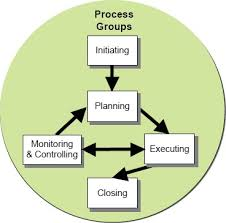 Process
Groups
Initiating
Planning
Monitoring
& Controlling
Executing
Closing